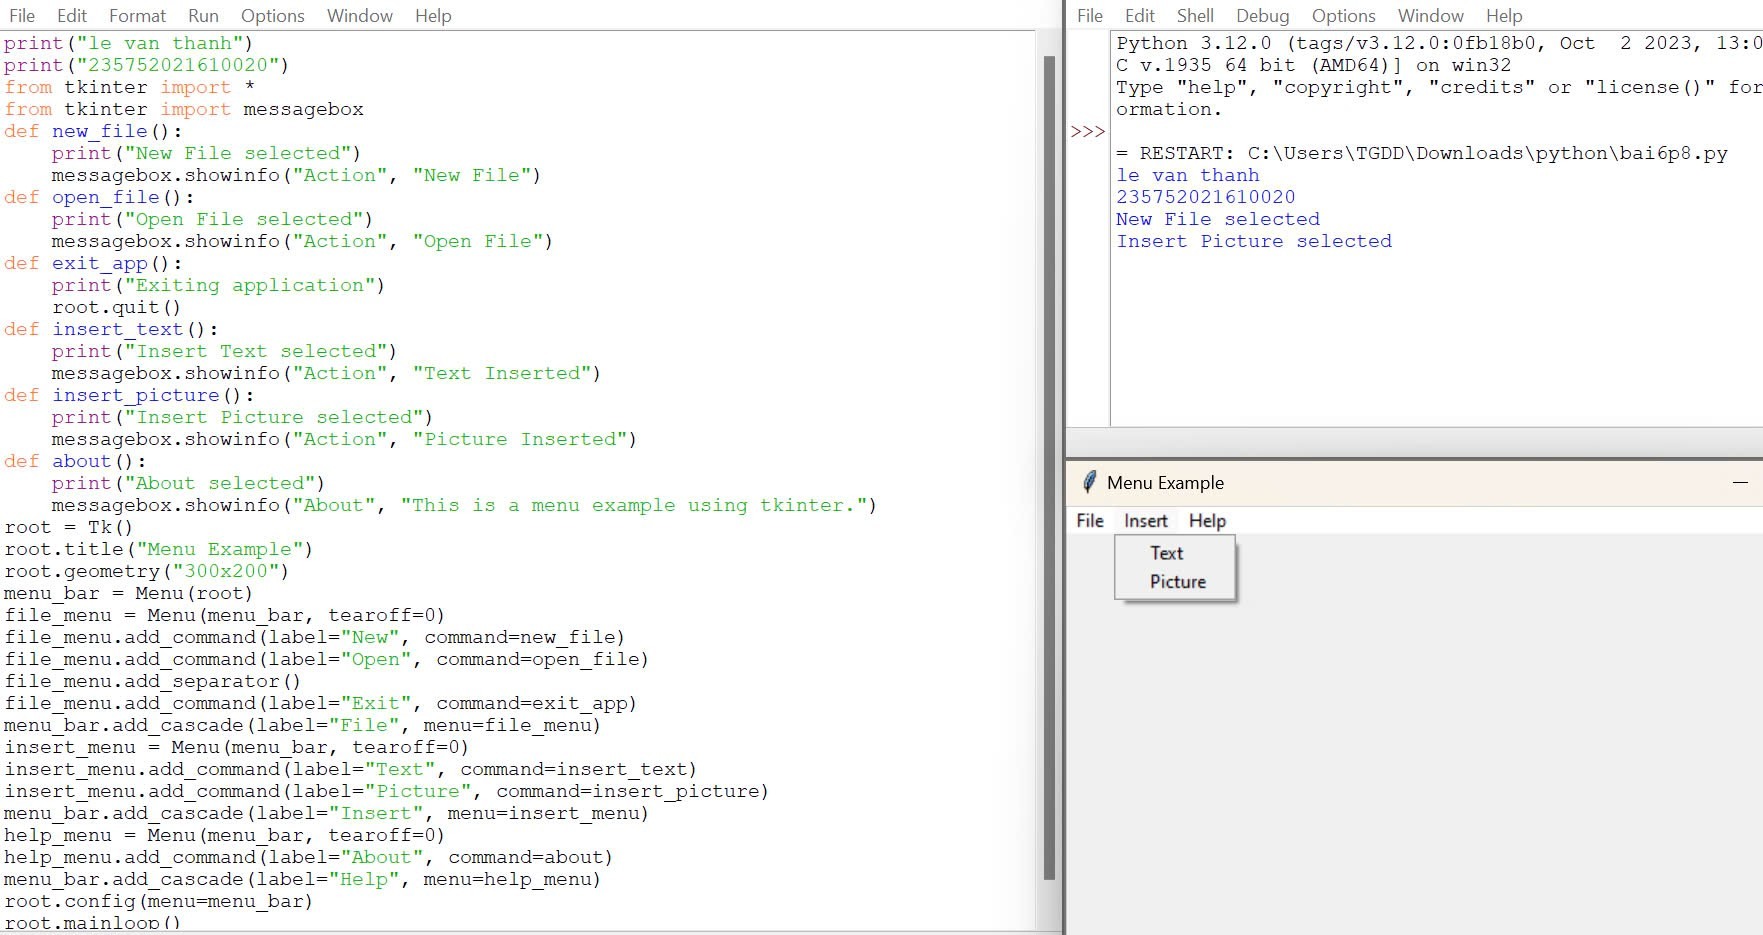 File Edit Format Run Options Window Help
print("le van thanh")
print("235752021610020")
from tkinter import *
from tkinter import messagebox
def new_file():
    print("New File selected")
    messagebox.showinfo("Action", "New File")
def open_file():
    print("Open File selected")
    messagebox.showinfo("Action", "Open File")
def exit_app():
    print("Exiting application")
    root.quit()
def insert_text():
    print("Insert Text selected")
    messagebox.showinfo("Action", "Text Inserted")
def insert_picture():
    print("Insert Picture selected")
    messagebox.showinfo("Action", "Picture Inserted")
def about():
    print("About selected")
    messagebox.showinfo("About", "This is a menu example using tkinter.")
root = Tk()
root.title("Menu Example")
root.geometry("300x200")
menu_bar = Menu(root)
file_menu = Menu(menu_bar, tearoff=0)
file_menu.add_command(label="New", command=new_file)
file_menu.add_command(label="Open", command=open_file)
file_menu.add_separator()
file_menu.add_command(label="Exit", command=exit_app)
menu_bar.add_cascade(label="File", menu=file_menu)
insert_menu = Menu(menu_bar, tearoff=0)
insert_menu.add_command(label="Text", command=insert_text)
insert_menu.add_command(label="Picture", command=insert_picture)
menu_bar.add_cascade(label="Insert", menu=insert_menu)
help_menu = Menu(menu_bar, tearoff=0)
help_menu.add_command(label="About", command=about)
menu_bar.add_cascade(label="Help", menu=help_menu)
root.config(menu=menu_bar)
root.mainloop()
File Edit Shell Debug Options Window Help
Python 3.12.0 (tags/v3.12.0:0fb18b0, Oct  2 2023, 13:0
C v.1935 64 bit (AMD64)] on win32
Type "help", "copyright", "credits" or "license()" for
ormation.
>>>
= RESTART: C:\Users\TGDD\Downloads\python\bai6p8.py
le van thanh
235752021610020
New File selected
Insert Picture selected
Menu Example
File Insert Help
Text
Picture